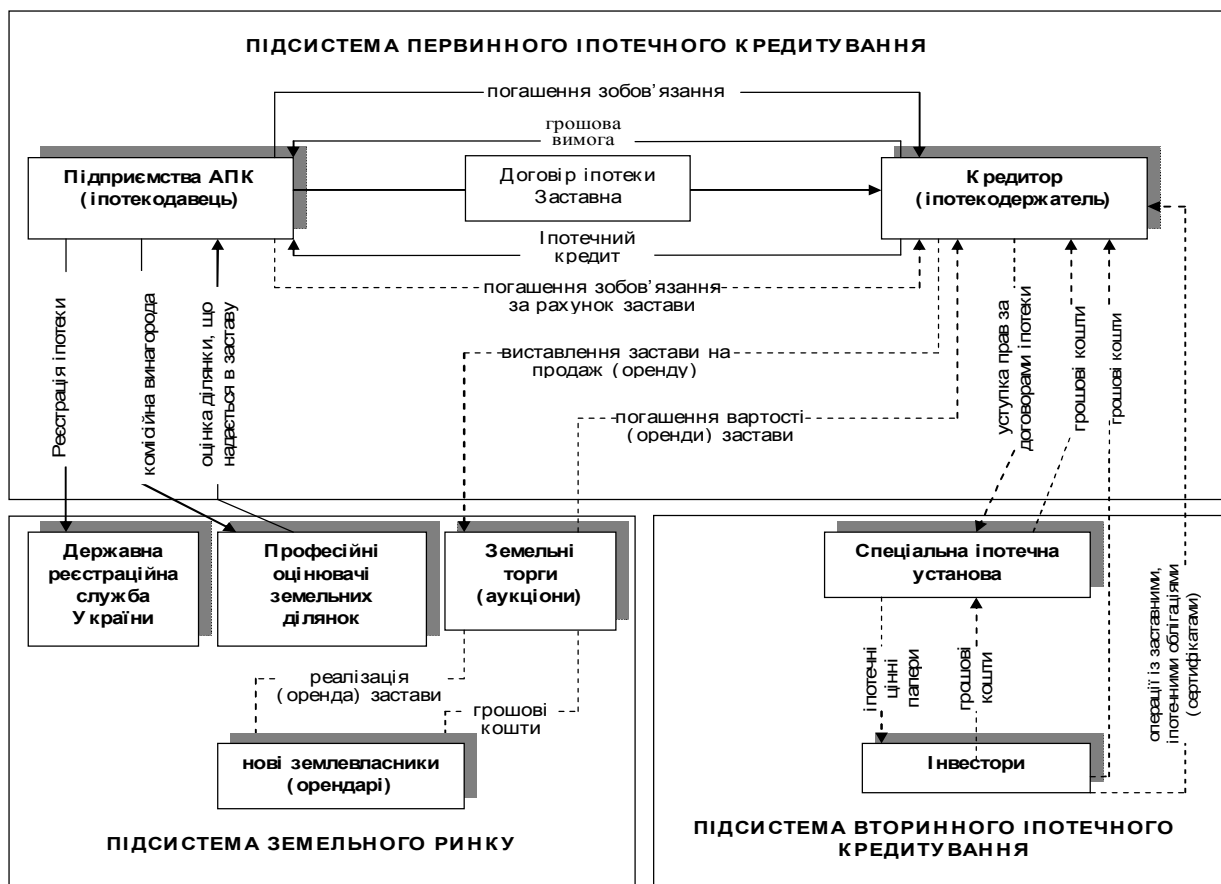 ПІДСИСТЕМА ПЕРВИННОГО ІПОТЕЧНОГО КРЕДИТУВАННЯ
погашення зобов’язання
грошова
вимога
Підприємства АПК
(іпотекодавець)
Договір іпотеки
Заставна
Кредитор
(іпотекодержатель)
Іпотечний
кредит
погашення зобов’язання
за рахунок застави
виставлення застави на
продаж (оренду)
погашення вартості
(оренди) застави
Реєстрація іпотеки
комісійна винагорода
оцінка ділянки, що
надається в заставу
уступка прав за
договорами іпотеки
грошові кошти
грошові кошти
Державна
реєстраційна
служба
України
Професійні
оцінювачі
земельних
ділянок
Земельні
торги
(аукціони)
реалізація
(оренда) застави
грошові
кошти
нові землевласники
(орендарі)
ПІДСИСТЕМА ЗЕМЕЛЬНОГО РИНКУ
Спеціальна іпотечна
установа
іпотечні
цінні
папери
грошові
кошти
операції із заставними,
іпотечними облігаціями
(сертифікатами)
Інвестори
ПІДСИСТЕМА ВТОРИННОГО ІПОТЕЧНОГО
КРЕДИТУВАННЯ